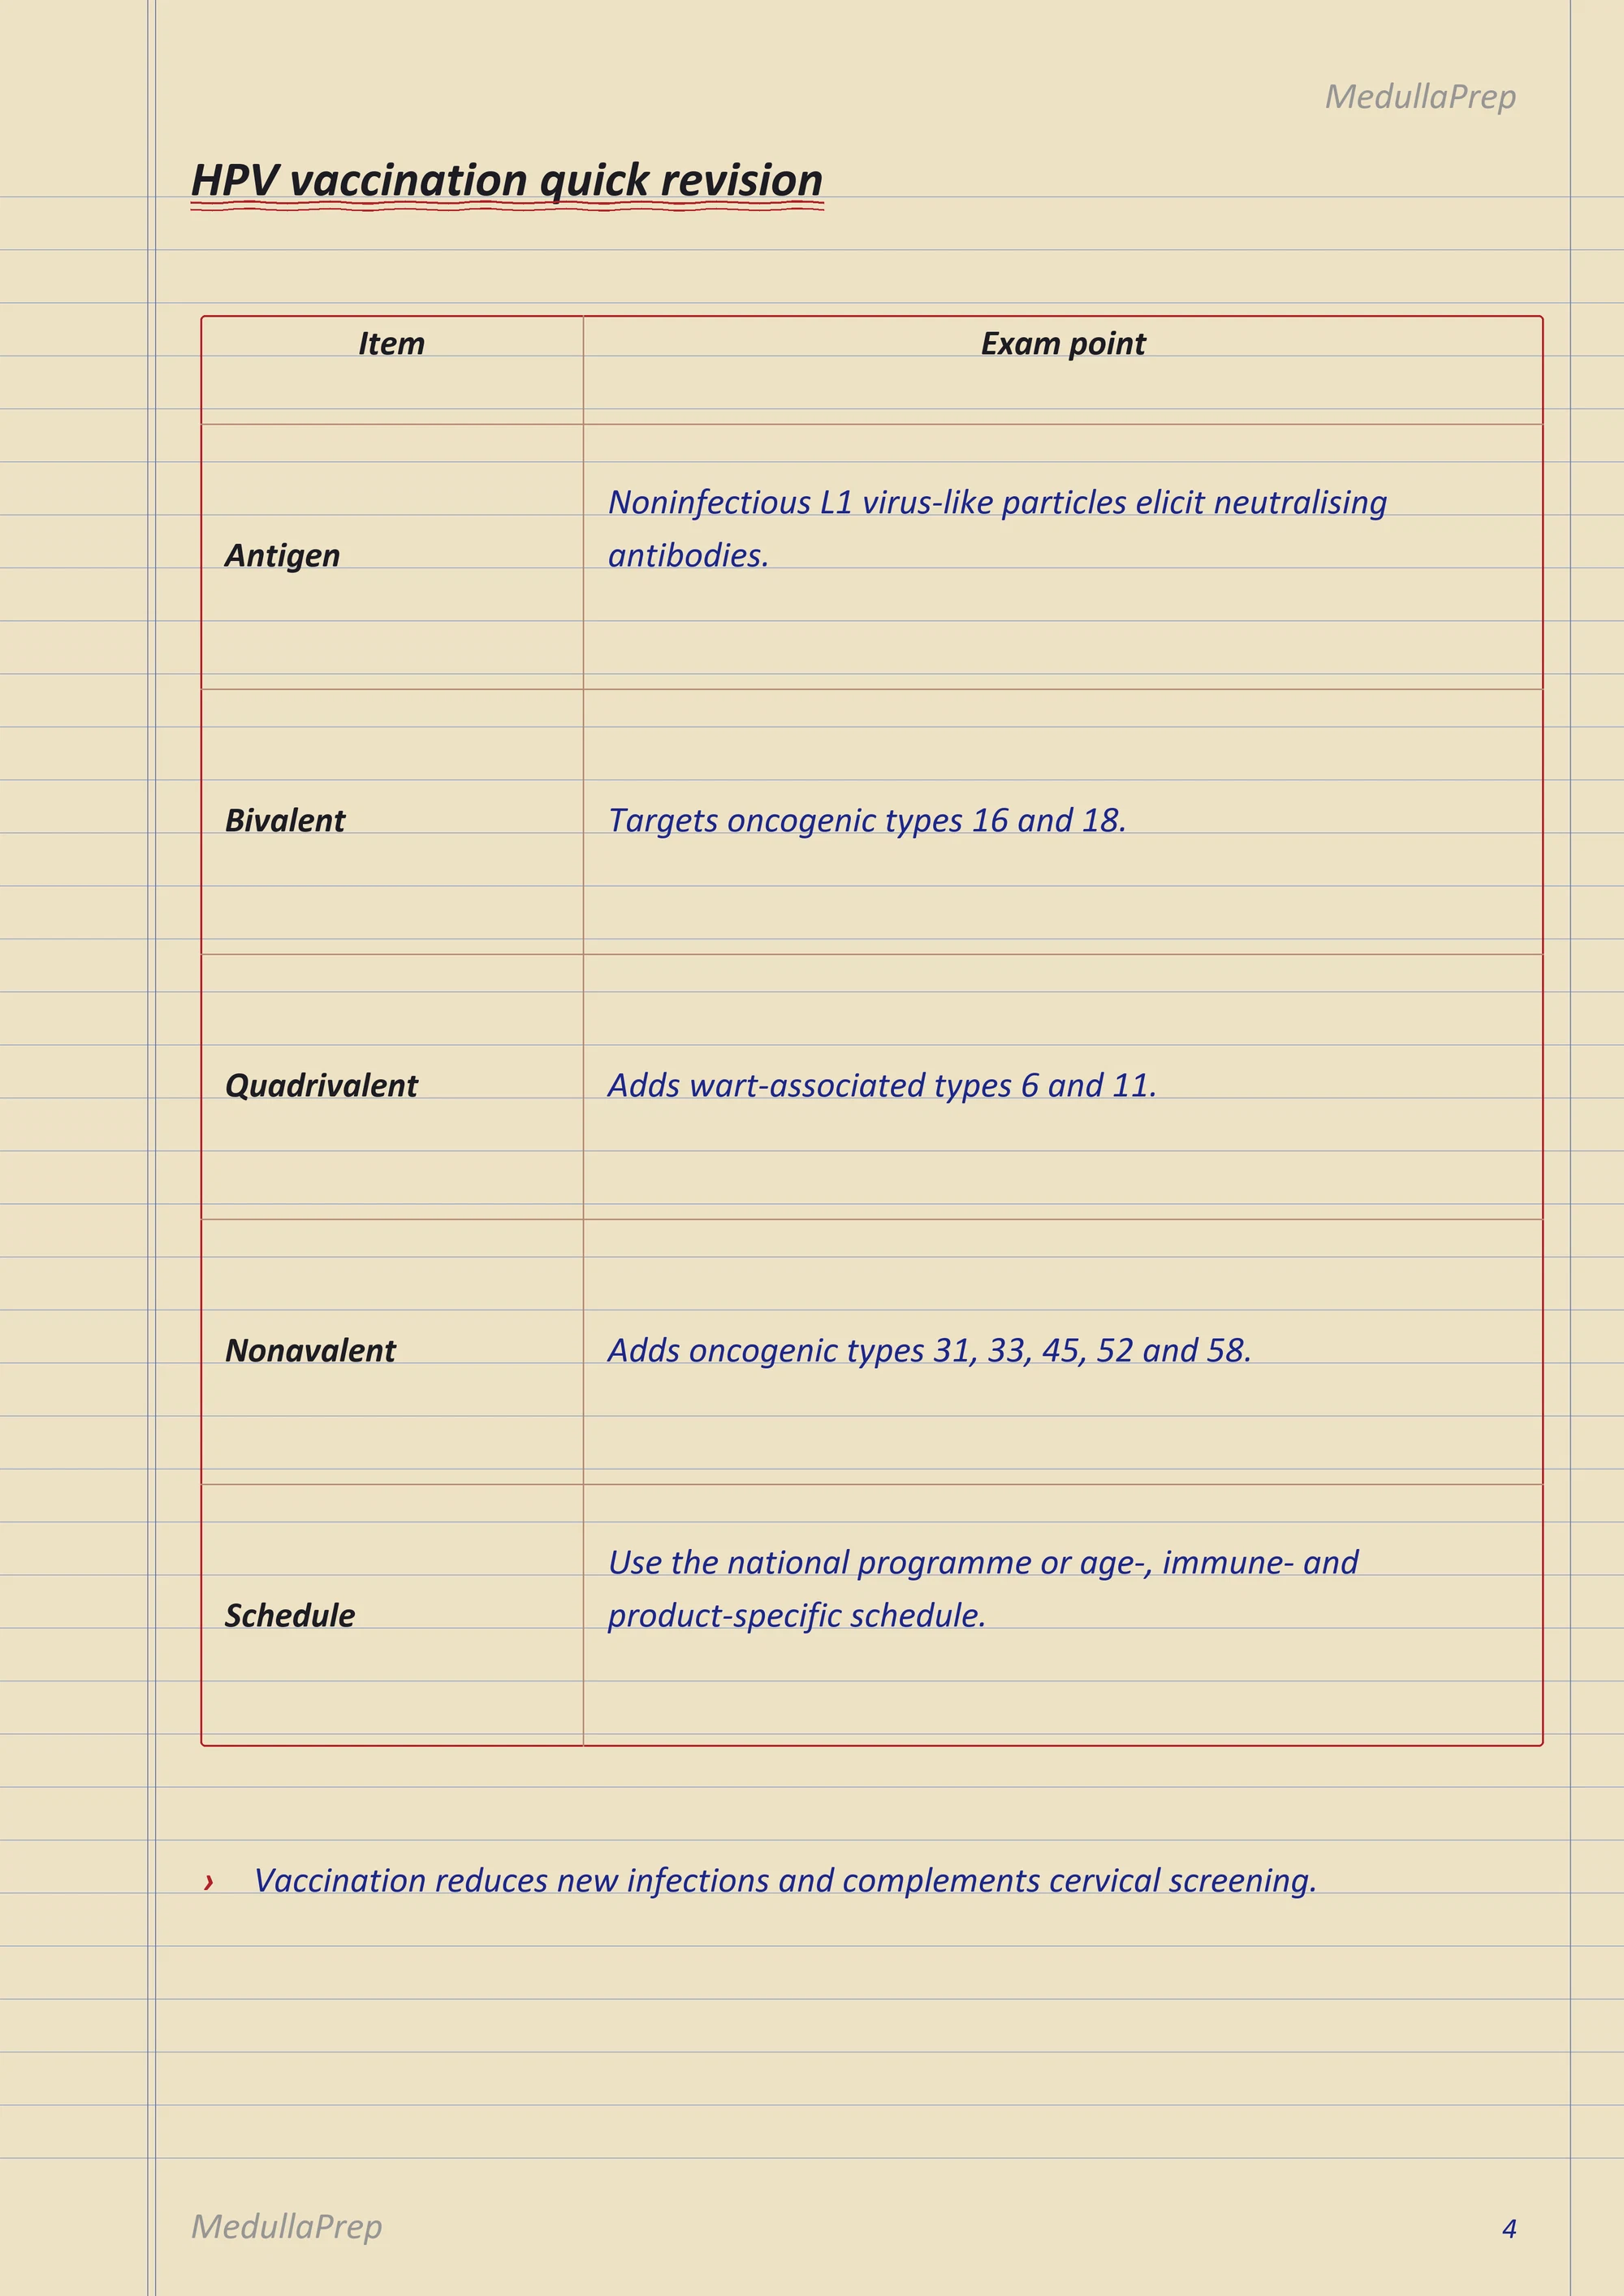 MedullaPrep
HPV vaccination quick revision
Item
Exam point
Antigen
Noninfectious L1 virus-like particles elicit neutralising
antibodies.
Bivalent
Targets oncogenic types 16 and 18.
Quadrivalent
Adds wart-associated types 6 and 11.
Nonavalent
Adds oncogenic types 31, 33, 45, 52 and 58.
Schedule
Use the national programme or age-, immune- and
product-specific schedule.
› Vaccination reduces new infections and complements cervical screening.
MedullaPrep
4